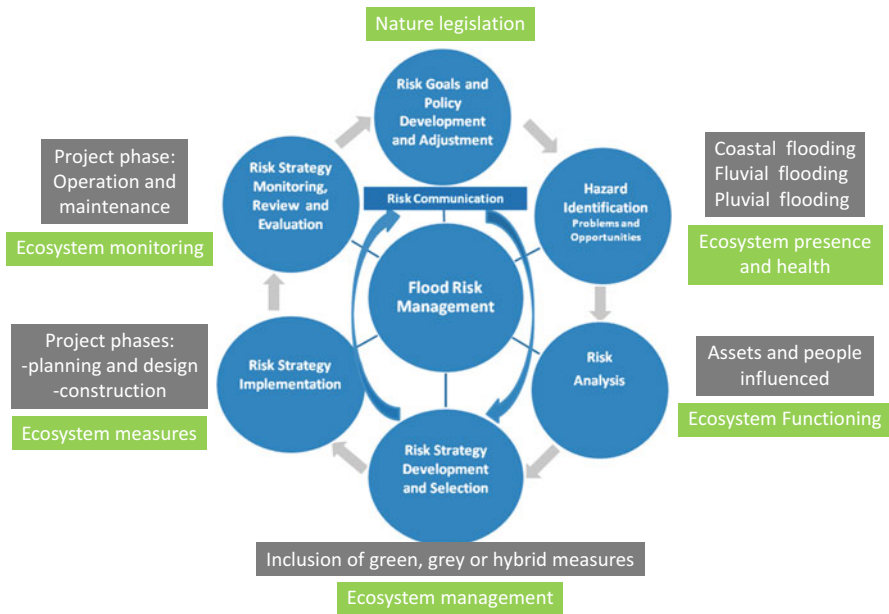 Nature legislation
Risk Goals and
Policy
Development
and Adjustment
Project phase:
Operation and
maintenance
Ecosystem monitoring
Risk Strategy
Monitoring,
Review and
Evaluation
Risk Communication
Hazard
Identification
Problems and
Opportunities
Coastal flooding
Fluvial flooding
Pluvial flooding
Ecosystem presence
and health
Flood Risk
Management
Project phases:
-planning and design
-construction
Ecosystem measures
Risk Strategy
Implementation
Risk
Analysis
Assets and people
influenced
Ecosystem Functioning
Risk Strategy
Development
and Selection
Inclusion of green, grey or hybrid measures
Ecosystem management